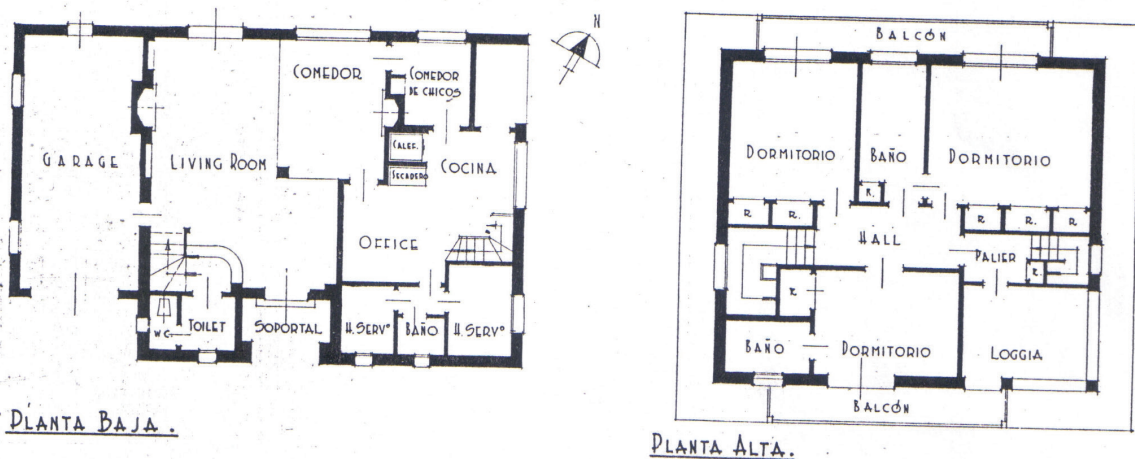 N
COMEDOR
COMEDOR
DE CHICOS
GARAGE
LIVING ROOM
CALEF.
SECADERO
COCINA
OFFICE
W.C.
TOILET
SOPORTAL
H. SERVº
BAÑO
H. SERVº
PLANTA BAJA.
BALCÓN
DORMITORIO
BAÑO
DORMITORIO
R.
R.
R.
R.
R.
R
HALL
PALIER
R.
R.
BAÑO
DORMITORIO
LOGGIA
BALCÓN
PLANTA ALTA.